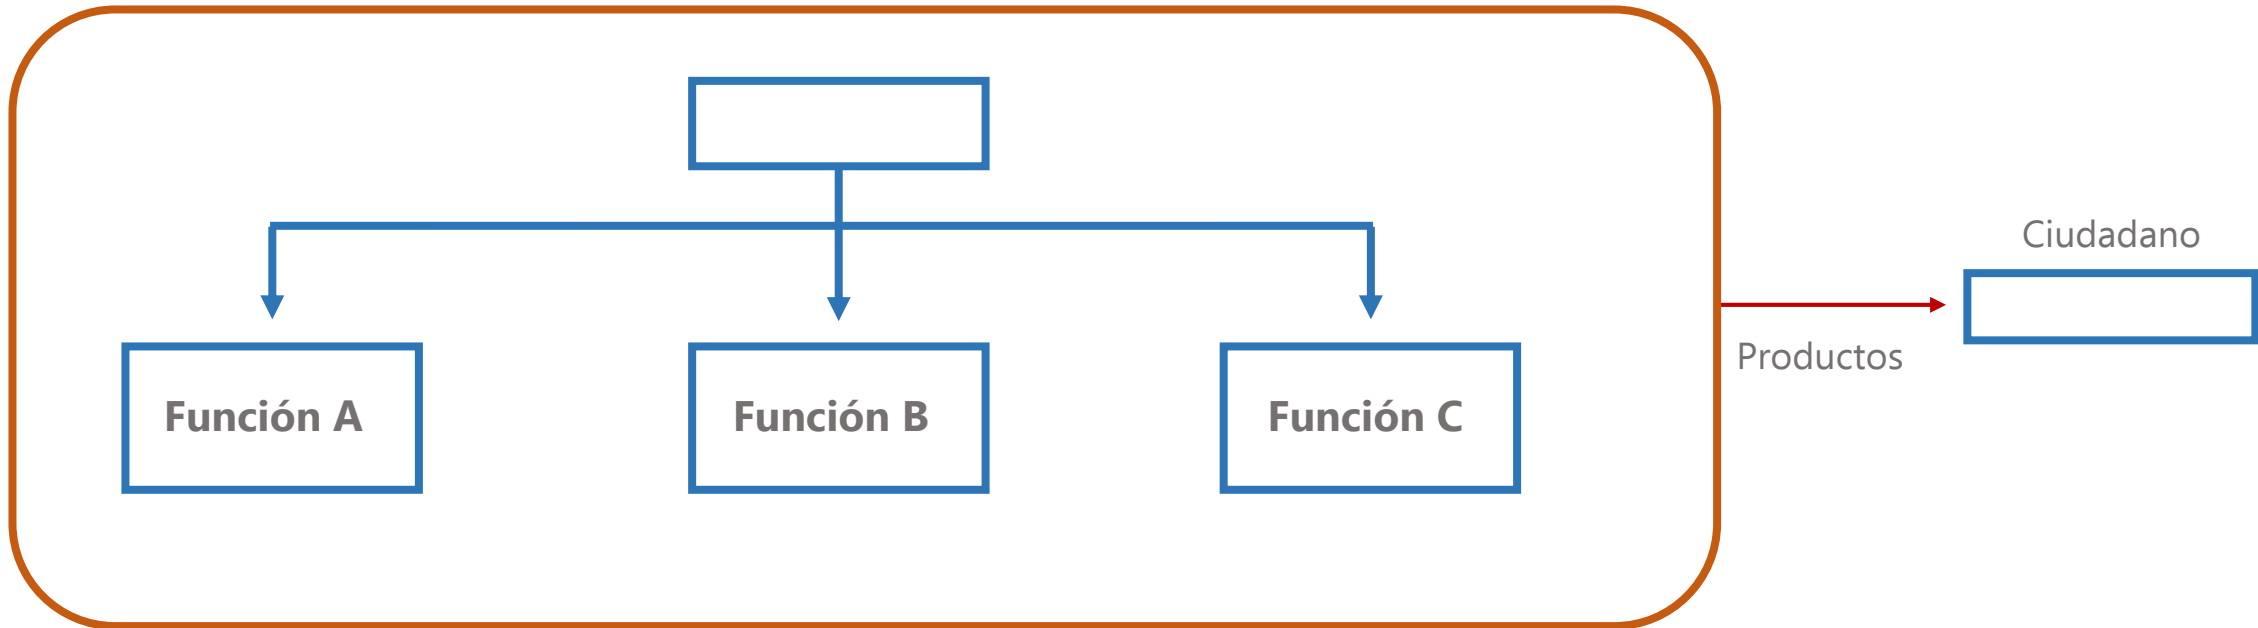 Ciudadano
Productos
Función A
Función B
Función C